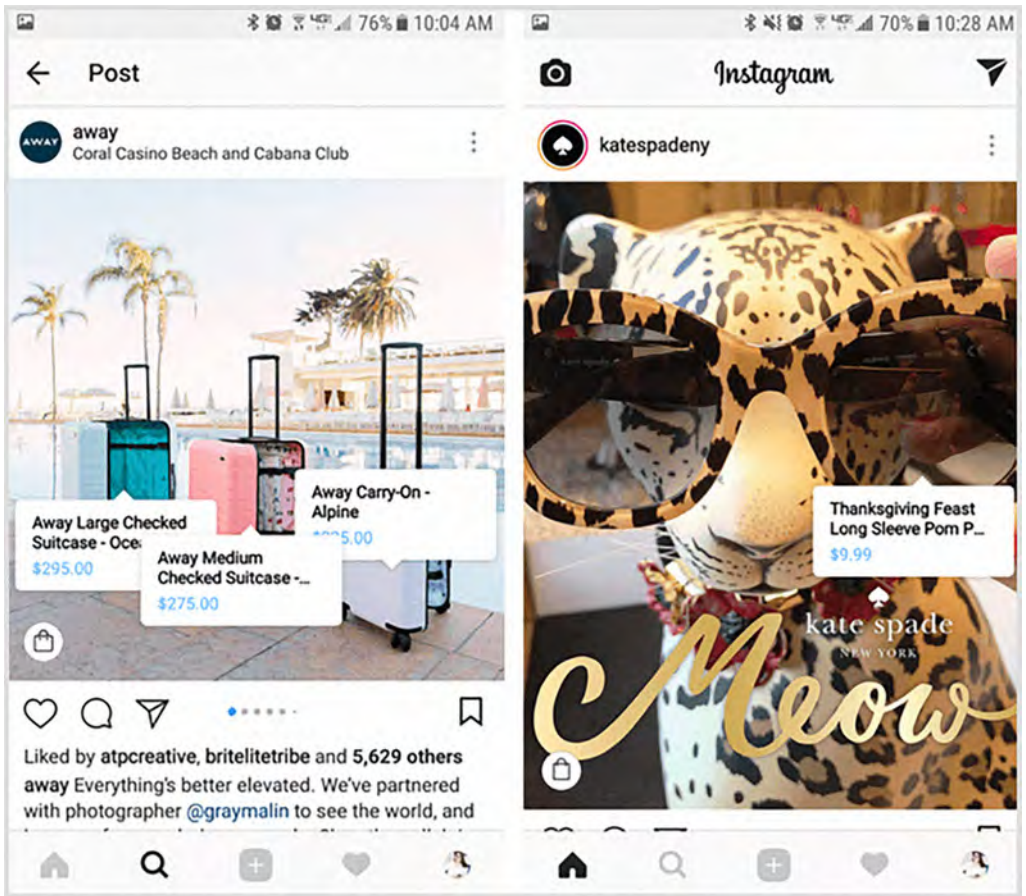 76% 10:04 AM
Post
AWAY
away
Coral Casino Beach and Cabana Club
Away Carry-On -
Alpine
5.00
Away Large Checked
Suitcase -
$295.00
Away Medium
Checked Suitcase -...
$275.00
Liked by atpcreative, britelitetribe and 5,629 others
away Everything's better elevated. We've partnered
with photographer @graymalin to see the world, and
70% 10:28 AM
Instagram
katespadeny
Thanksgiving Feast
Long Sleeve Pom P...
$9.99
kate spade
NEW YORK
Meow